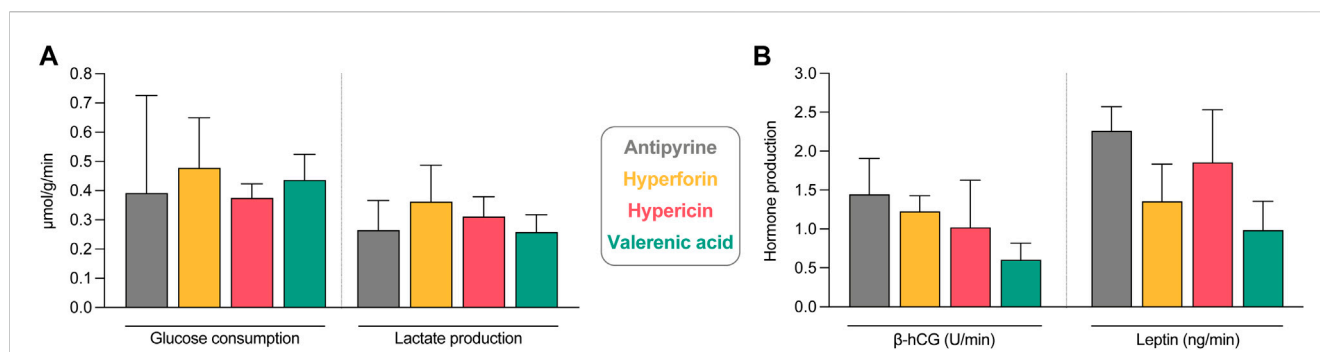 A
B
0.8
0.7
0.6
0.5
0.4
0.3
0.2
0.1
0.0
μmol/g/min
Glucose consumption
Lactate production
Antipyrine
Hyperforin
Hypericin
Valerenic acid
3.0
2.5
2.0
1.5
1.0
0.5
0.0
Hormone production
β-hCG (U/min)
Leptin (ng/min)